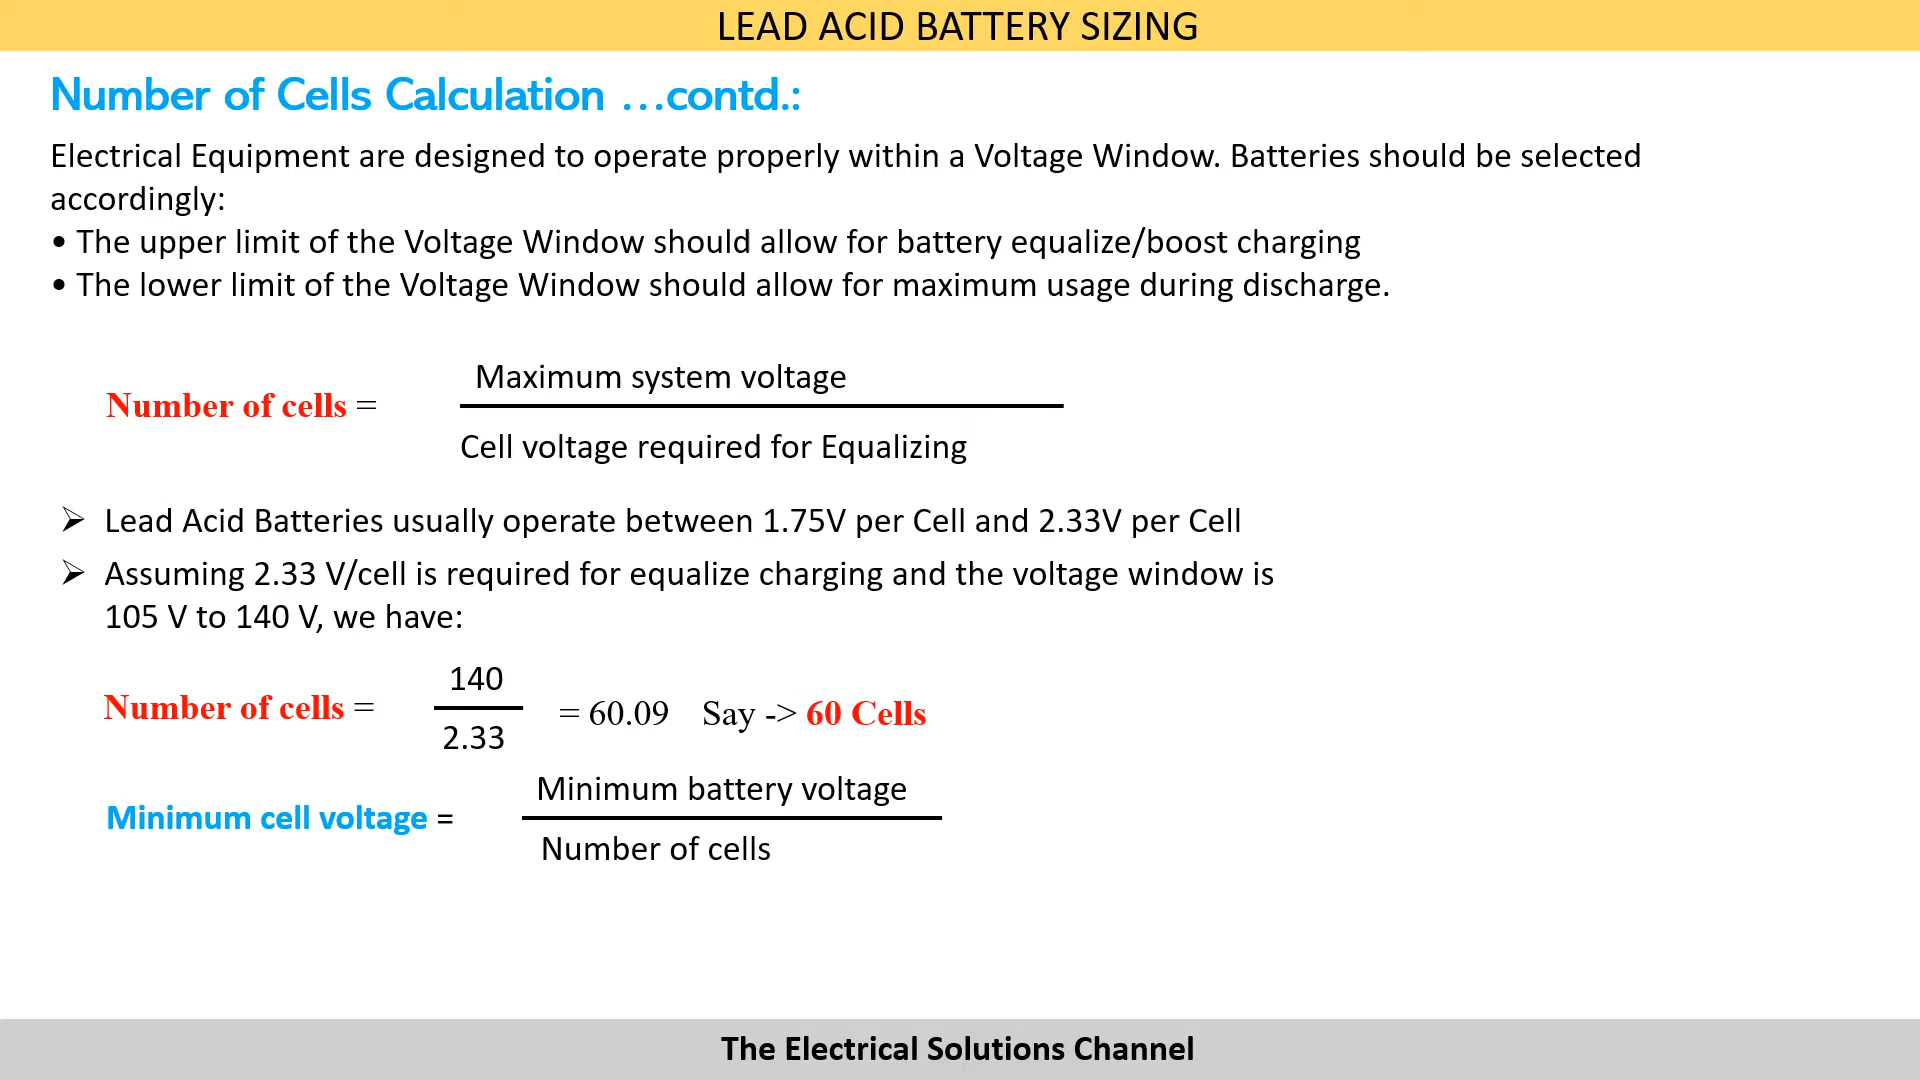 LEAD ACID BATTERY SIZING
Number of Cells Calculation ...contd.:
Electrical Equipment are designed to operate properly within a Voltage Window. Batteries should be selected
accordingly:
• The upper limit of the Voltage Window should allow for battery equalize/boost charging
• The lower limit of the Voltage Window should allow for maximum usage during discharge.
Maximum system voltage
Number of cells =
Cell voltage required for Equalizing
➢ Lead Acid Batteries usually operate between 1.75V per Cell and 2.33V per Cell
➢ Assuming 2.33 V/cell is required for equalize charging and the voltage window is
105 V to 140 V, we have:
140
Number of cells = = 60.09 Say -> 60 Cells
2.33
Minimum battery voltage
Minimum cell voltage =
Number of cells
The Electrical Solutions Channel